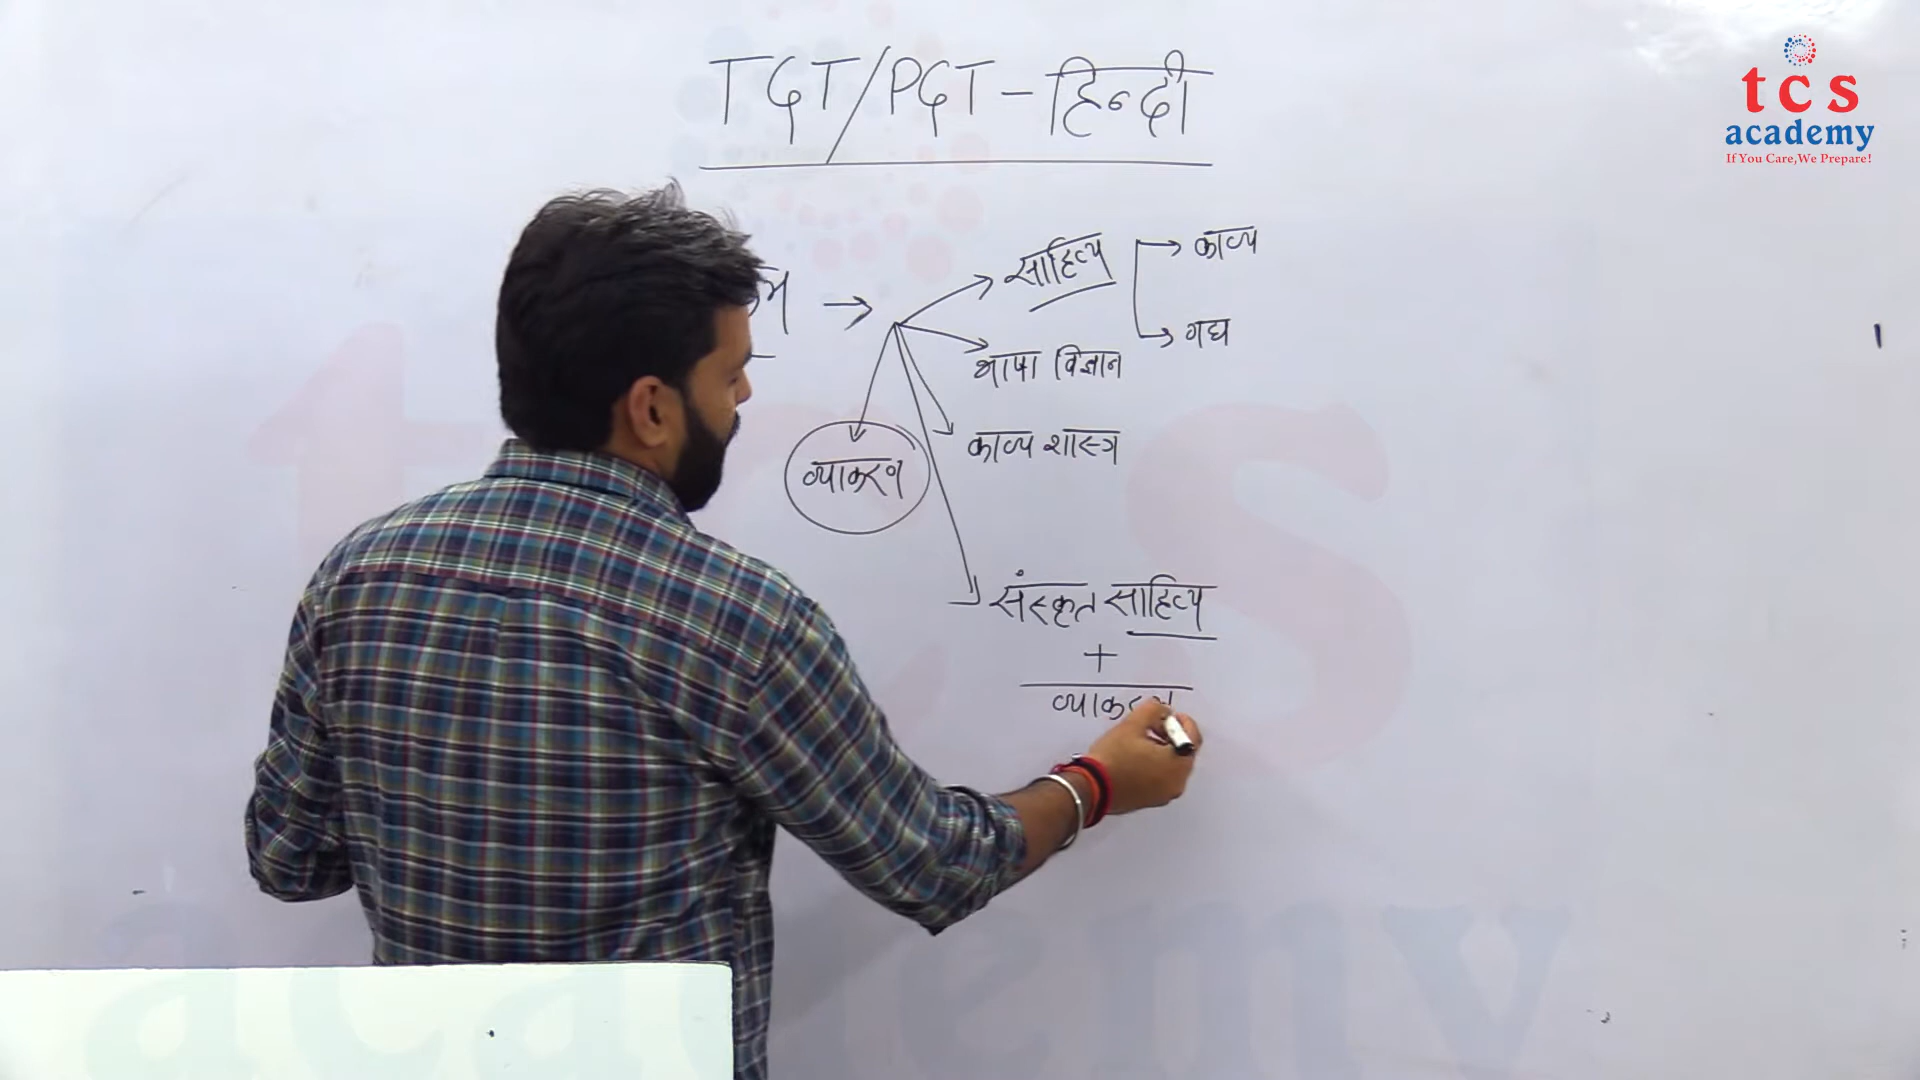 TGT/PGT - हिन्दी
tcs
academy
If You Care,We Prepare!
→ साहित्य → काव्य
→ गद्य
भाषा विज्ञान
काव्य शास्त्र
व्याकरण
संस्कृत साहित्य
+
व्याकरण